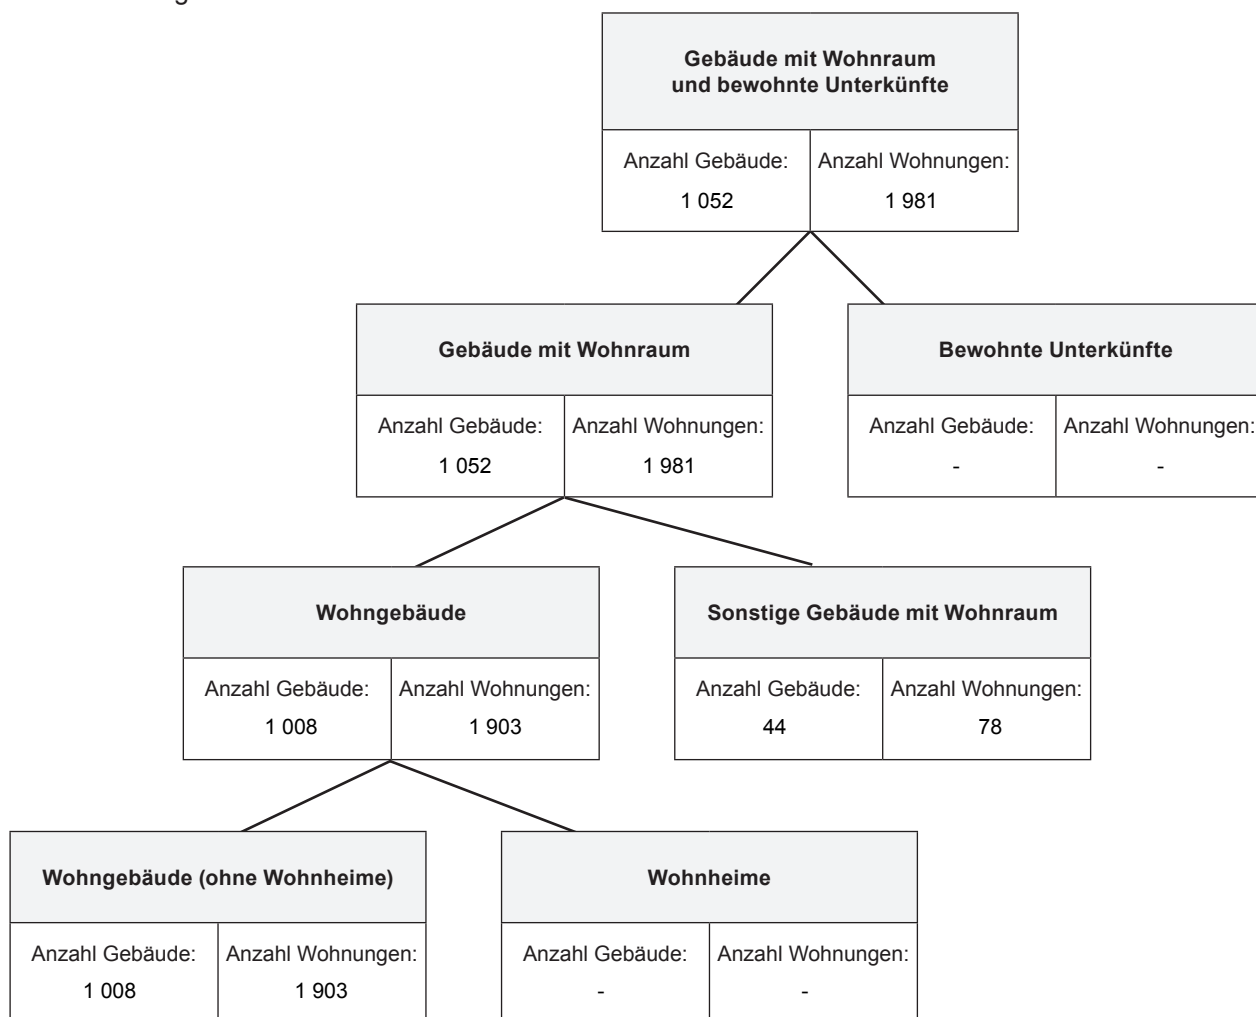 Gebäude mit Wohnraum
und bewohnte Unterkünfte
Anzahl Gebäude: Anzahl Wohnungen:
1 052 1 981
Gebäude mit Wohnraum Bewohnte Unterkünfte
Anzahl Gebäude: Anzahl Wohnungen: Anzahl Gebäude: Anzahl Wohnungen:
1 052 1 981 - -
Wohngebäude Sonstige Gebäude mit Wohnraum
Anzahl Gebäude: Anzahl Wohnungen: Anzahl Gebäude: Anzahl Wohnungen:
1 008 1 903 44 78
Wohngebäude (ohne Wohnheime) Wohnheime
Anzahl Gebäude: Anzahl Wohnungen: Anzahl Gebäude: Anzahl Wohnungen:
1 008 1 903 - -